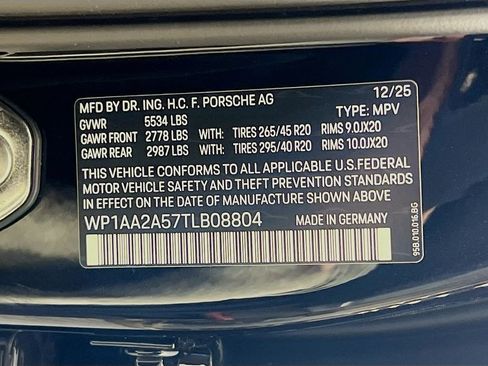 MFD BY DR. ING. H.C. F. PORSCHE AG 12/25
GVWR 5534 LBS TYPE: MPV
GAWR FRONT 2778 LBS WITH: TIRES 265/45 R20 RIMS 9.0JX20
GAWR REAR 2987 LBS WITH: TIRES 295/40 R20 RIMS 10.0JX20
THIS VEHICLE CONFORMS TO ALL APPLICABLE U.S.FEDERAL
MOTOR VEHICLE SAFETY AND THEFT PREVENTION STANDARDS
IN EFFECT ON THE DATE OF MANUFACTURE SHOWN ABOVE.
WP1AA2A57TLB08804 MADE IN GERMANY
95B.010.016.BG